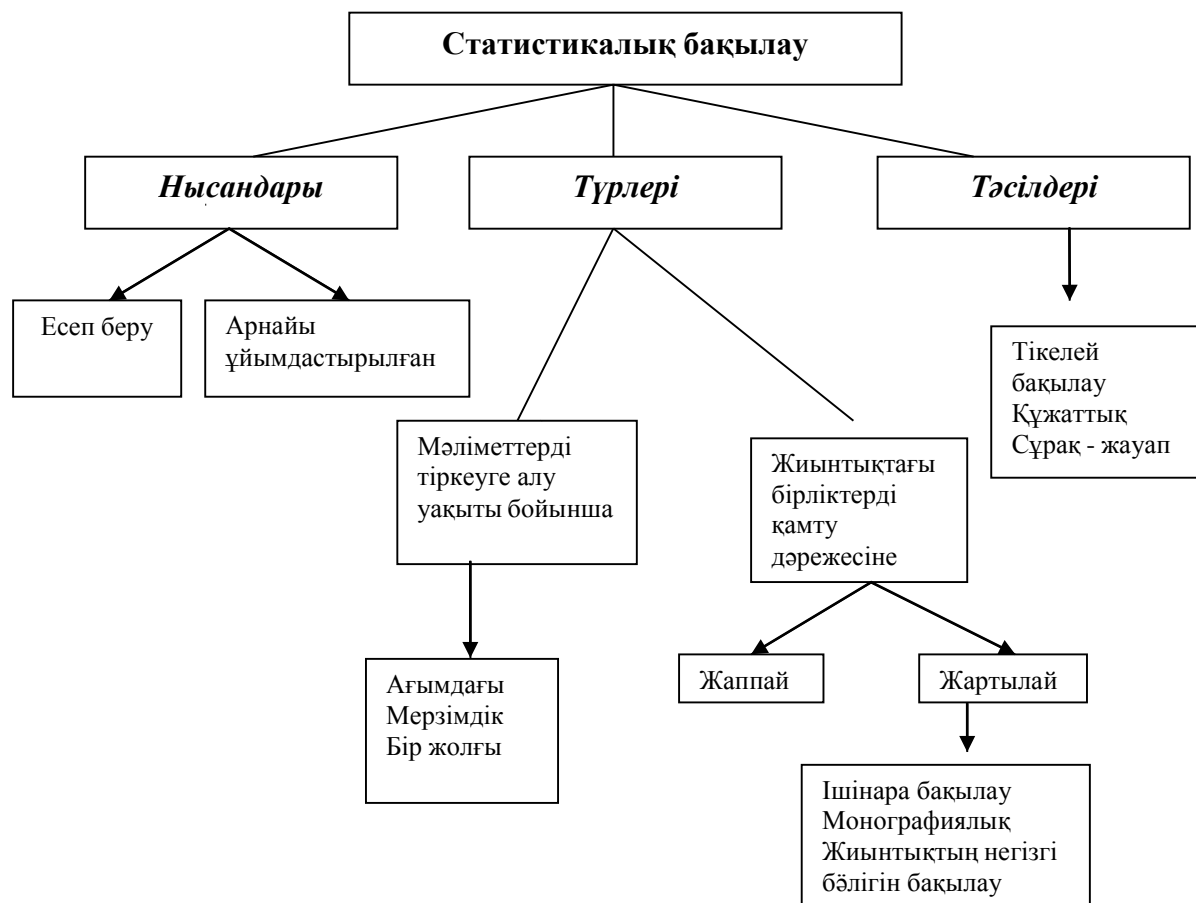 Статистикалық бақылау
Нысандары
Түрлері
Тәсілдері
Есеп беру
Арнайы
ұйымдастырылған
Тікелей
бақылау
Құжаттық
Сұрақ - жауап
Мәліметтерді
тіркеуге алу
уақыты бойынша
Жиынтықтағы
бірліктерді
қамту
дәрежесіне
Ағымдағы
Мерзімдік
Бір жолғы
Жаппай
Жартылай
Ішінара бақылау
Монографиялық
Жиынтықтың негізгі
бӛлігін бақылау